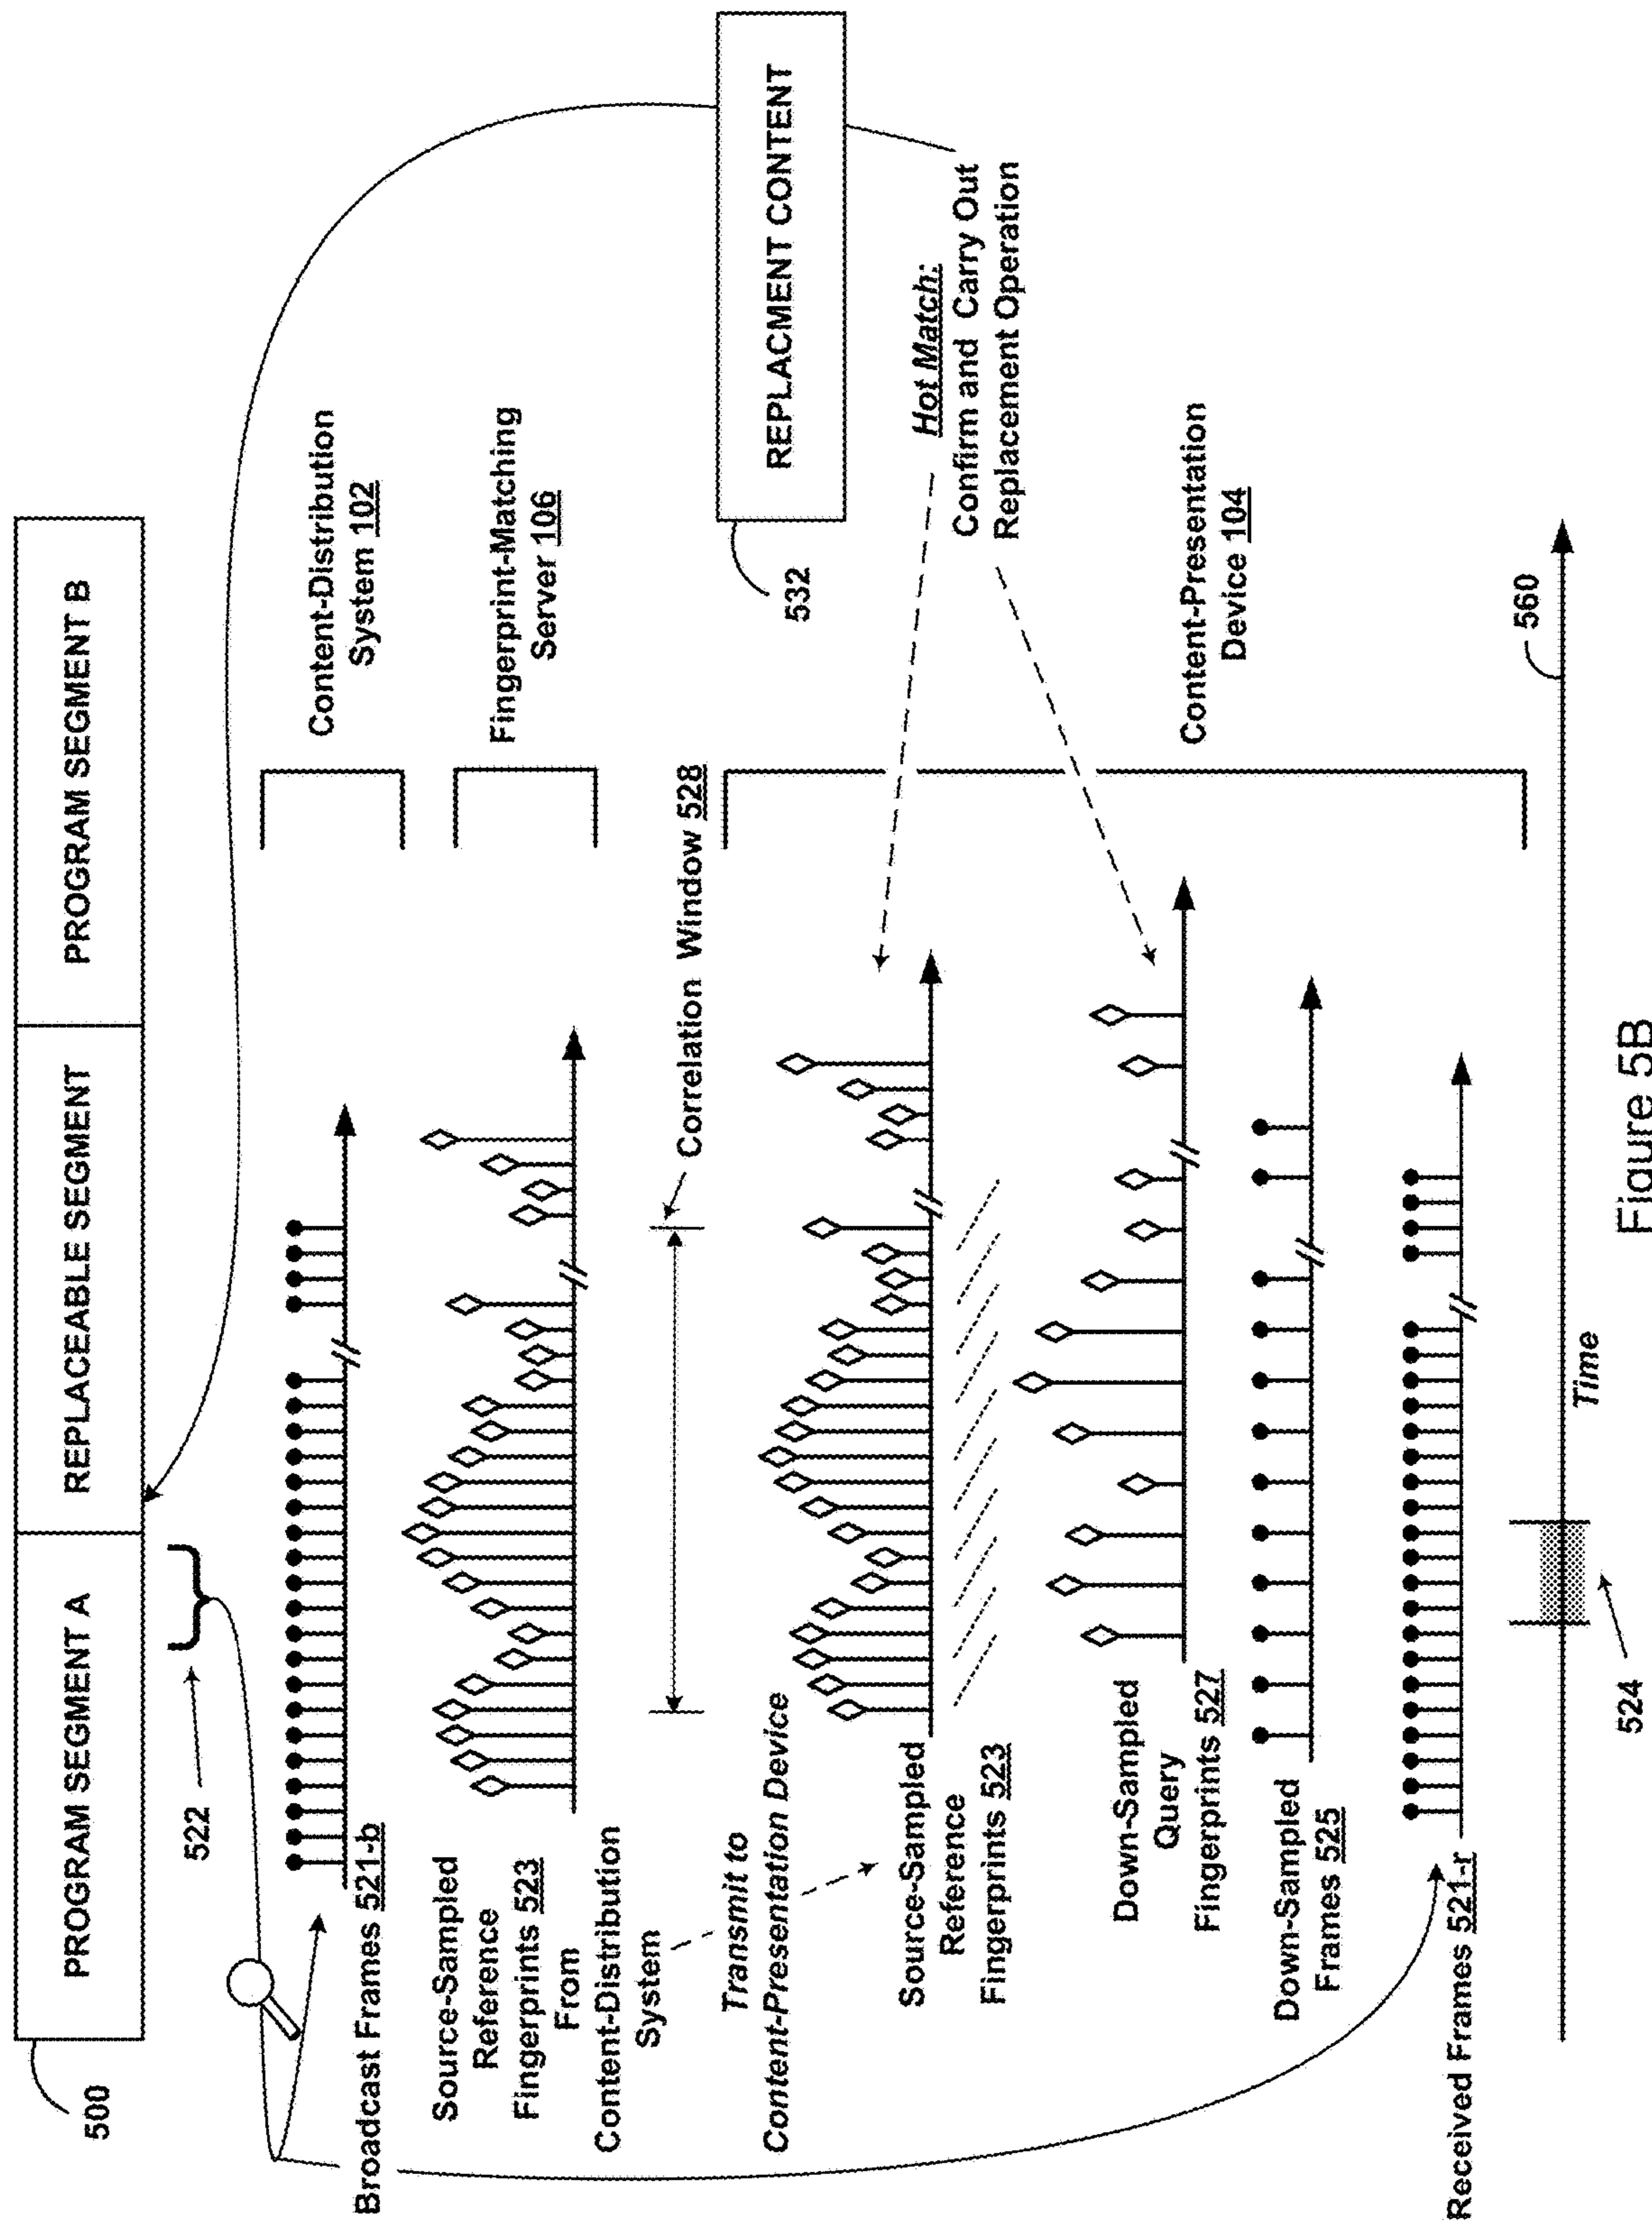 PROGRAM SEGMENT A
REPLACEABLE SEGMENT
PROGRAM SEGMENT B
500
522
Broadcast Frames 521-b
Content-Distribution
System 102
Source-Sampled
Reference
Fingerprints 523
From
Content-Distribution
System
Fingerprint-Matching
Server 106
Correlation Window 528
Transmit to
Content-Presentation Device
REPLACMENT CONTENT
532
Hot Match:
Confirm and Carry Out
Replacement Operation
Source-Sampled
Reference
Fingerprints 523
Down-Sampled
Query
Fingerprints 527
Content-Presentation
Device 104
Down-Sampled
Frames 525
Received Frames 521-r
560
Time
524
Figure 5B